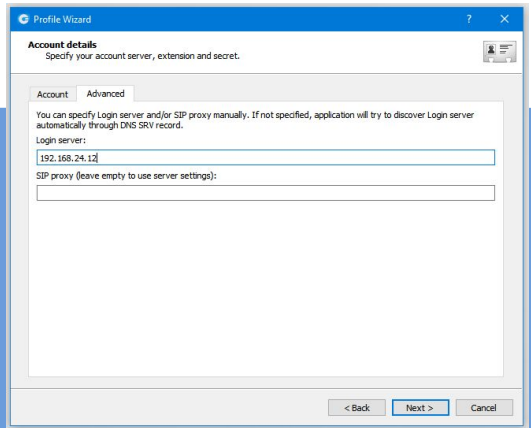 Profile Wizard
Account details
Specify your account server, extension and secret.
Account Advanced
You can specify Login server and/or SIP proxy manually. If not specified, application will try to discover Login server
automatically through DNS SRV record.
Login server:
192.168.24.12
SIP proxy (leave empty to use server settings):
< Back Next > Cancel